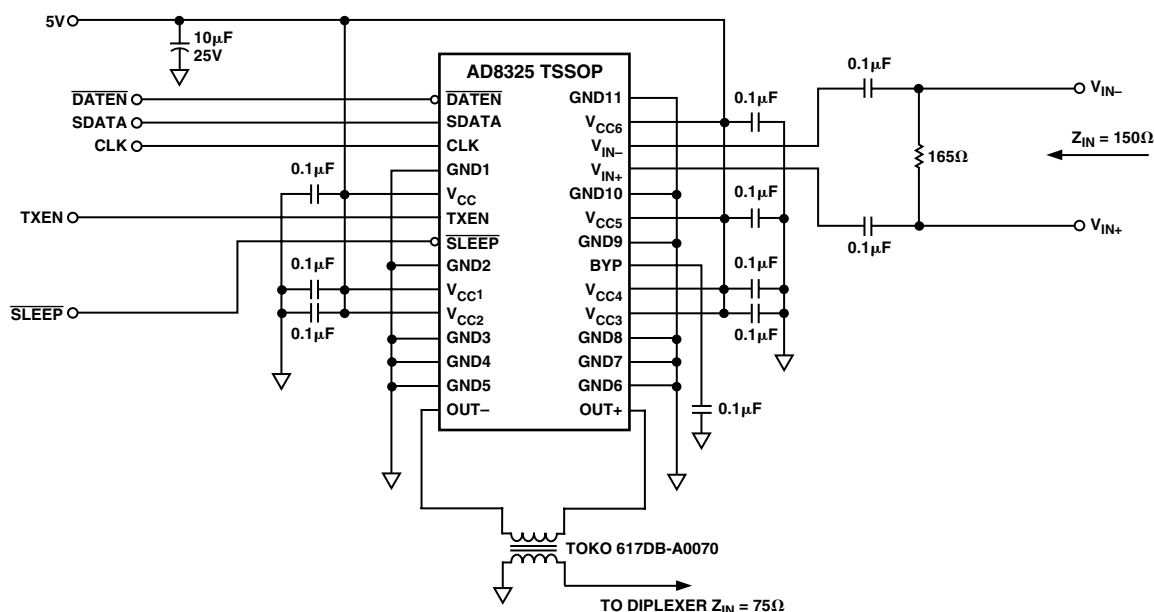 5V
10μF
25V
AD8325 TSSOP
DATEN
SDATA
CLK
TXEN
SLEEP
0.1μF
0.1μF
0.1μF
DATEN
SDATA
CLK
GND1
VCC
TXEN
SLEEP
GND2
VCC1
VCC2
GND3
GND4
GND5
OUT–
GND11
VCC6
VIN–
VIN+
GND10
VCC5
GND9
BYP
VCC4
VCC3
GND8
GND7
GND6
OUT+
0.1μF
0.1μF
0.1μF
0.1μF
0.1μF
0.1μF
0.1μF
165Ω
VIN–
ZIN = 150Ω
VIN+
TOKO 617DB-A0070
TO DIPLEXER ZIN = 75Ω